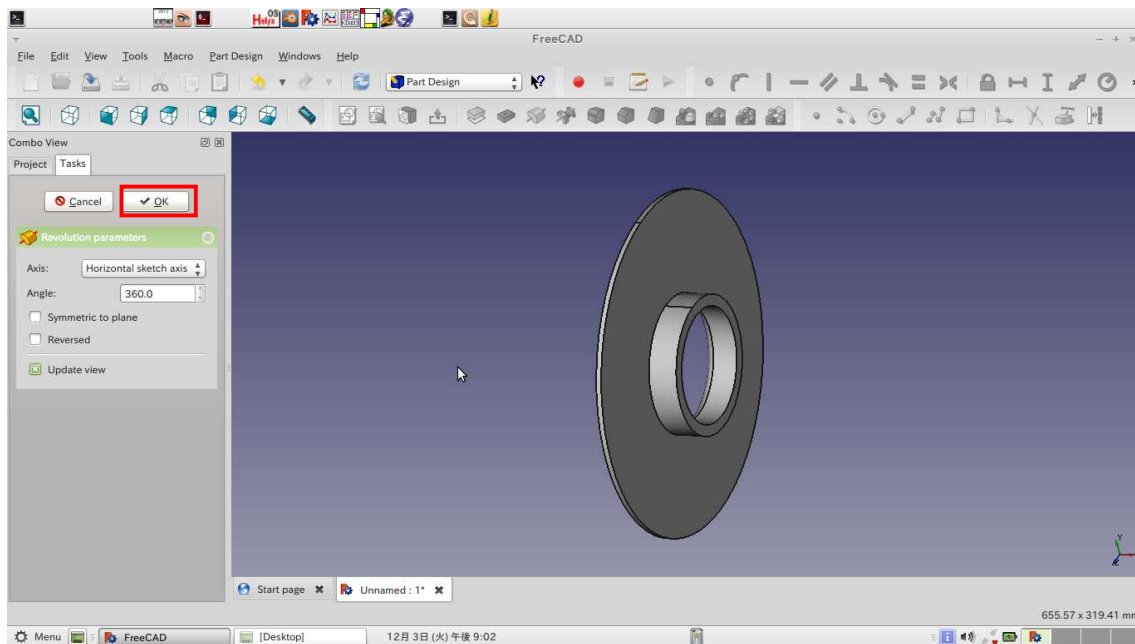 FreeCAD
File Edit View Tools Macro Part Design Windows Help
Part Design
Combo View
Project Tasks
Cancel OK
Revolution parameters
Axis: Horizontal sketch axis
Angle: 360.0
Symmetric to plane
Reversed
Update view
Y
Start page Unnamed : 1*
655.57 x 319.41 mm
Menu FreeCAD [Desktop] 12月 3日 (火) 午後 9:02